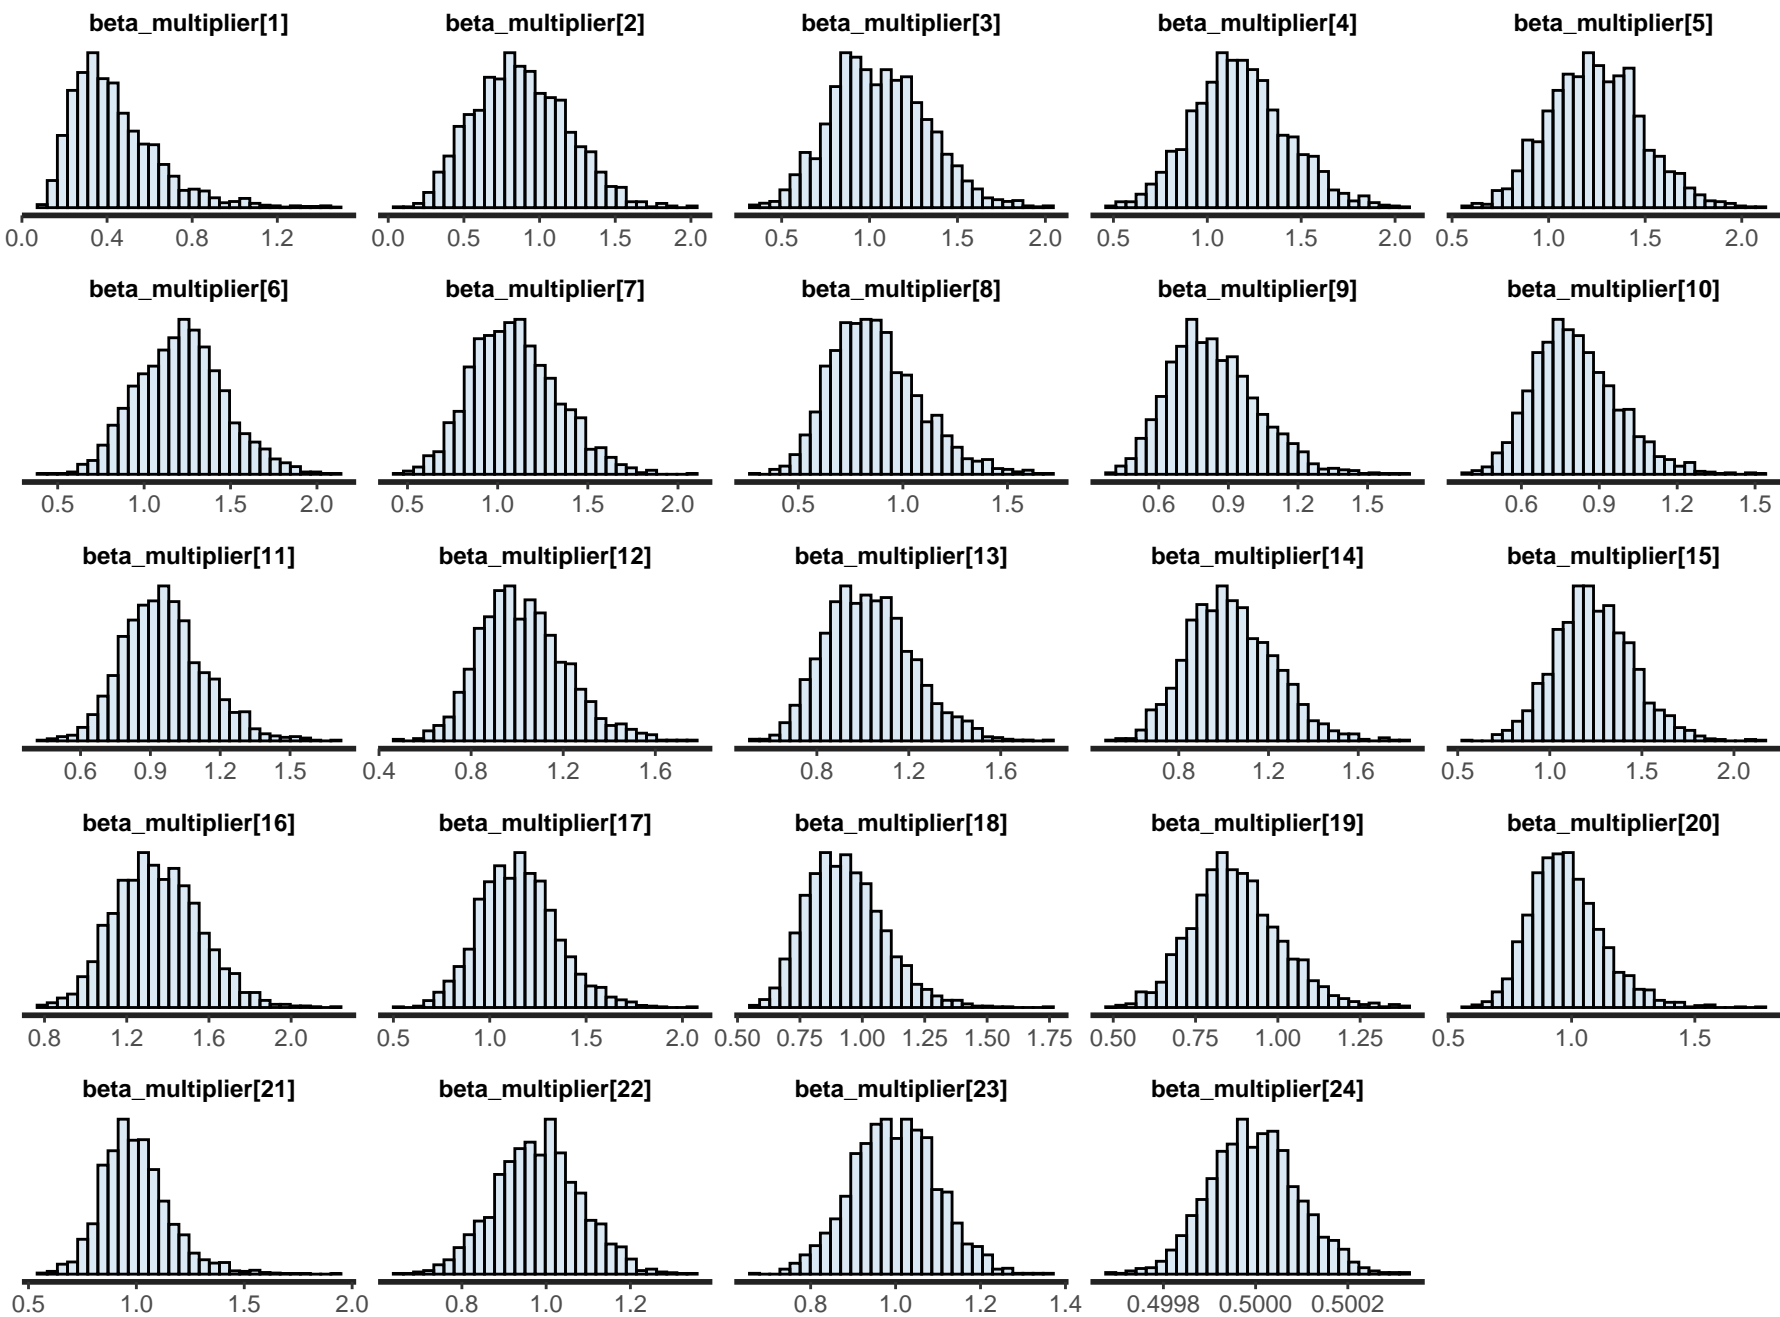 beta_multiplier[1] beta_multiplier[2] beta_multiplier[3] beta_multiplier[4] beta_multiplier[5]
0.0 0.4 0.8 1.2 0.0 0.5 1.0 1.5 2.0 0.5 1.0 1.5 2.0 0.5 1.0 1.5 2.0 0.5 1.0 1.5 2.0
beta_multiplier[6] beta_multiplier[7] beta_multiplier[8] beta_multiplier[9] beta_multiplier[10]
0.5 1.0 1.5 2.0 0.5 1.0 1.5 2.0 0.5 1.0 1.5 0.6 0.9 1.2 1.5 0.6 0.9 1.2 1.5
beta_multiplier[11] beta_multiplier[12] beta_multiplier[13] beta_multiplier[14] beta_multiplier[15]
0.6 0.9 1.2 1.5 0.4 0.8 1.2 1.6 0.8 1.2 1.6 0.8 1.2 1.6 0.5 1.0 1.5 2.0
beta_multiplier[16] beta_multiplier[17] beta_multiplier[18] beta_multiplier[19] beta_multiplier[20]
0.8 1.2 1.6 2.0 0.5 1.0 1.5 2.0 0.50 0.75 1.00 1.25 1.50 1.75 0.50 0.75 1.00 1.25 0.5 1.0 1.5
beta_multiplier[21] beta_multiplier[22] beta_multiplier[23] beta_multiplier[24]
0.5 1.0 1.5 2.0 0.8 1.0 1.2 0.8 1.0 1.2 1.4 0.4998 0.5000 0.5002